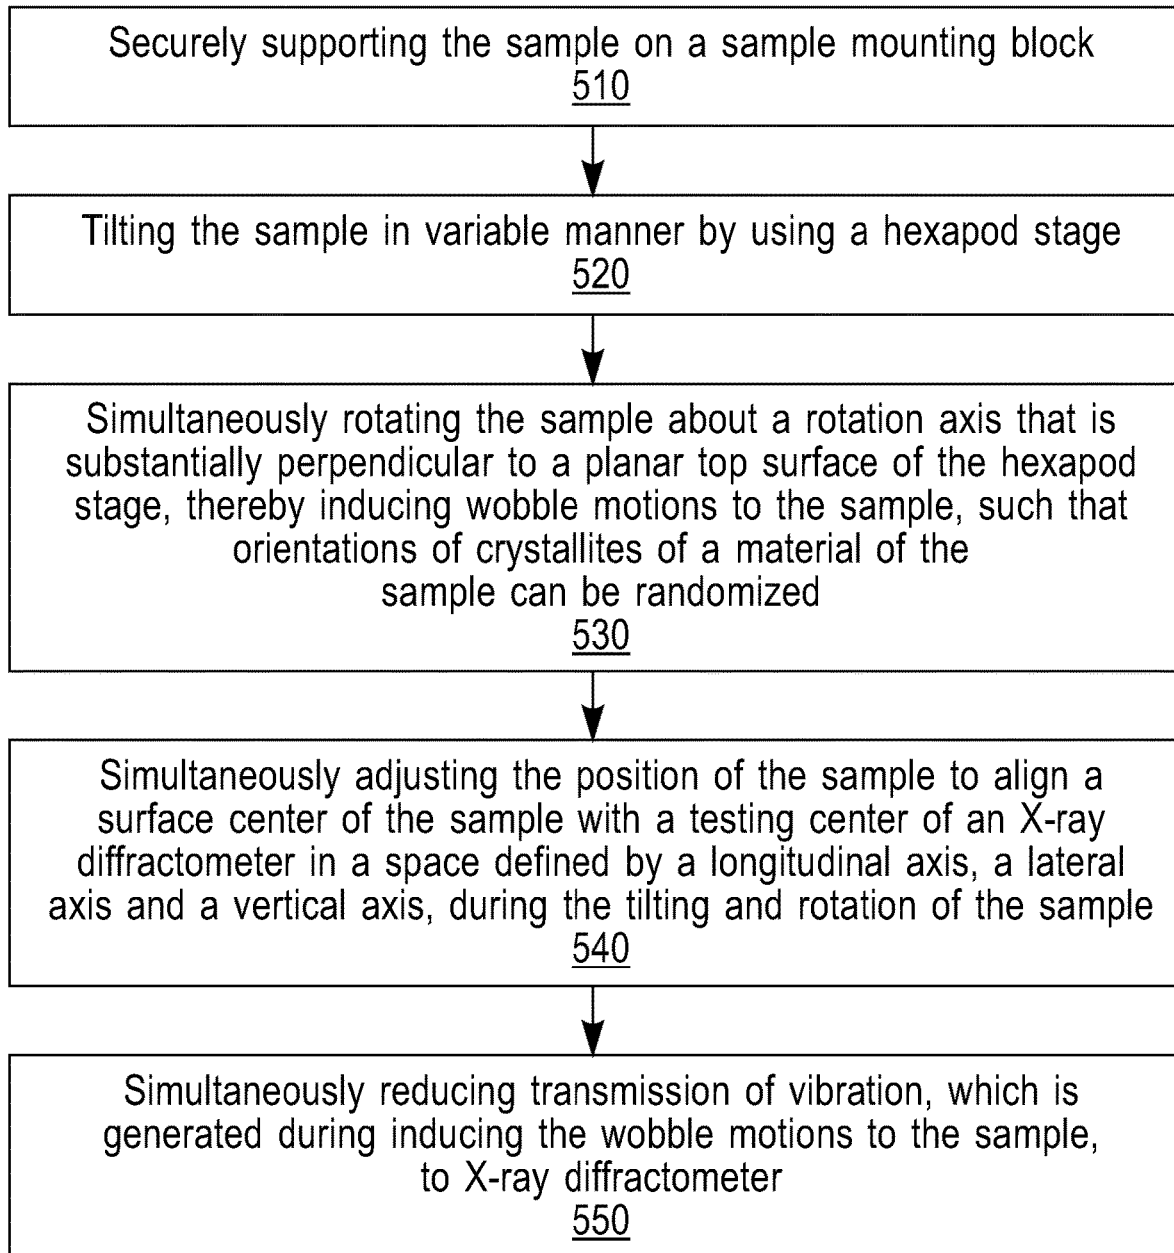 Securely supporting the sample on a sample mounting block
510
Tilting the sample in variable manner by using a hexapod stage
520
Simultaneously rotating the sample about a rotation axis that is
substantially perpendicular to a planar top surface of the hexapod
stage, thereby inducing wobble motions to the sample, such that
orientations of crystallites of a material of the
sample can be randomized
530
Simultaneously adjusting the position of the sample to align a
surface center of the sample with a testing center of an X-ray
diffractometer in a space defined by a longitudinal axis, a lateral
axis and a vertical axis, during the tilting and rotation of the sample
540
Simultaneously reducing transmission of vibration, which is
generated during inducing the wobble motions to the sample,
to X-ray diffractometer
550